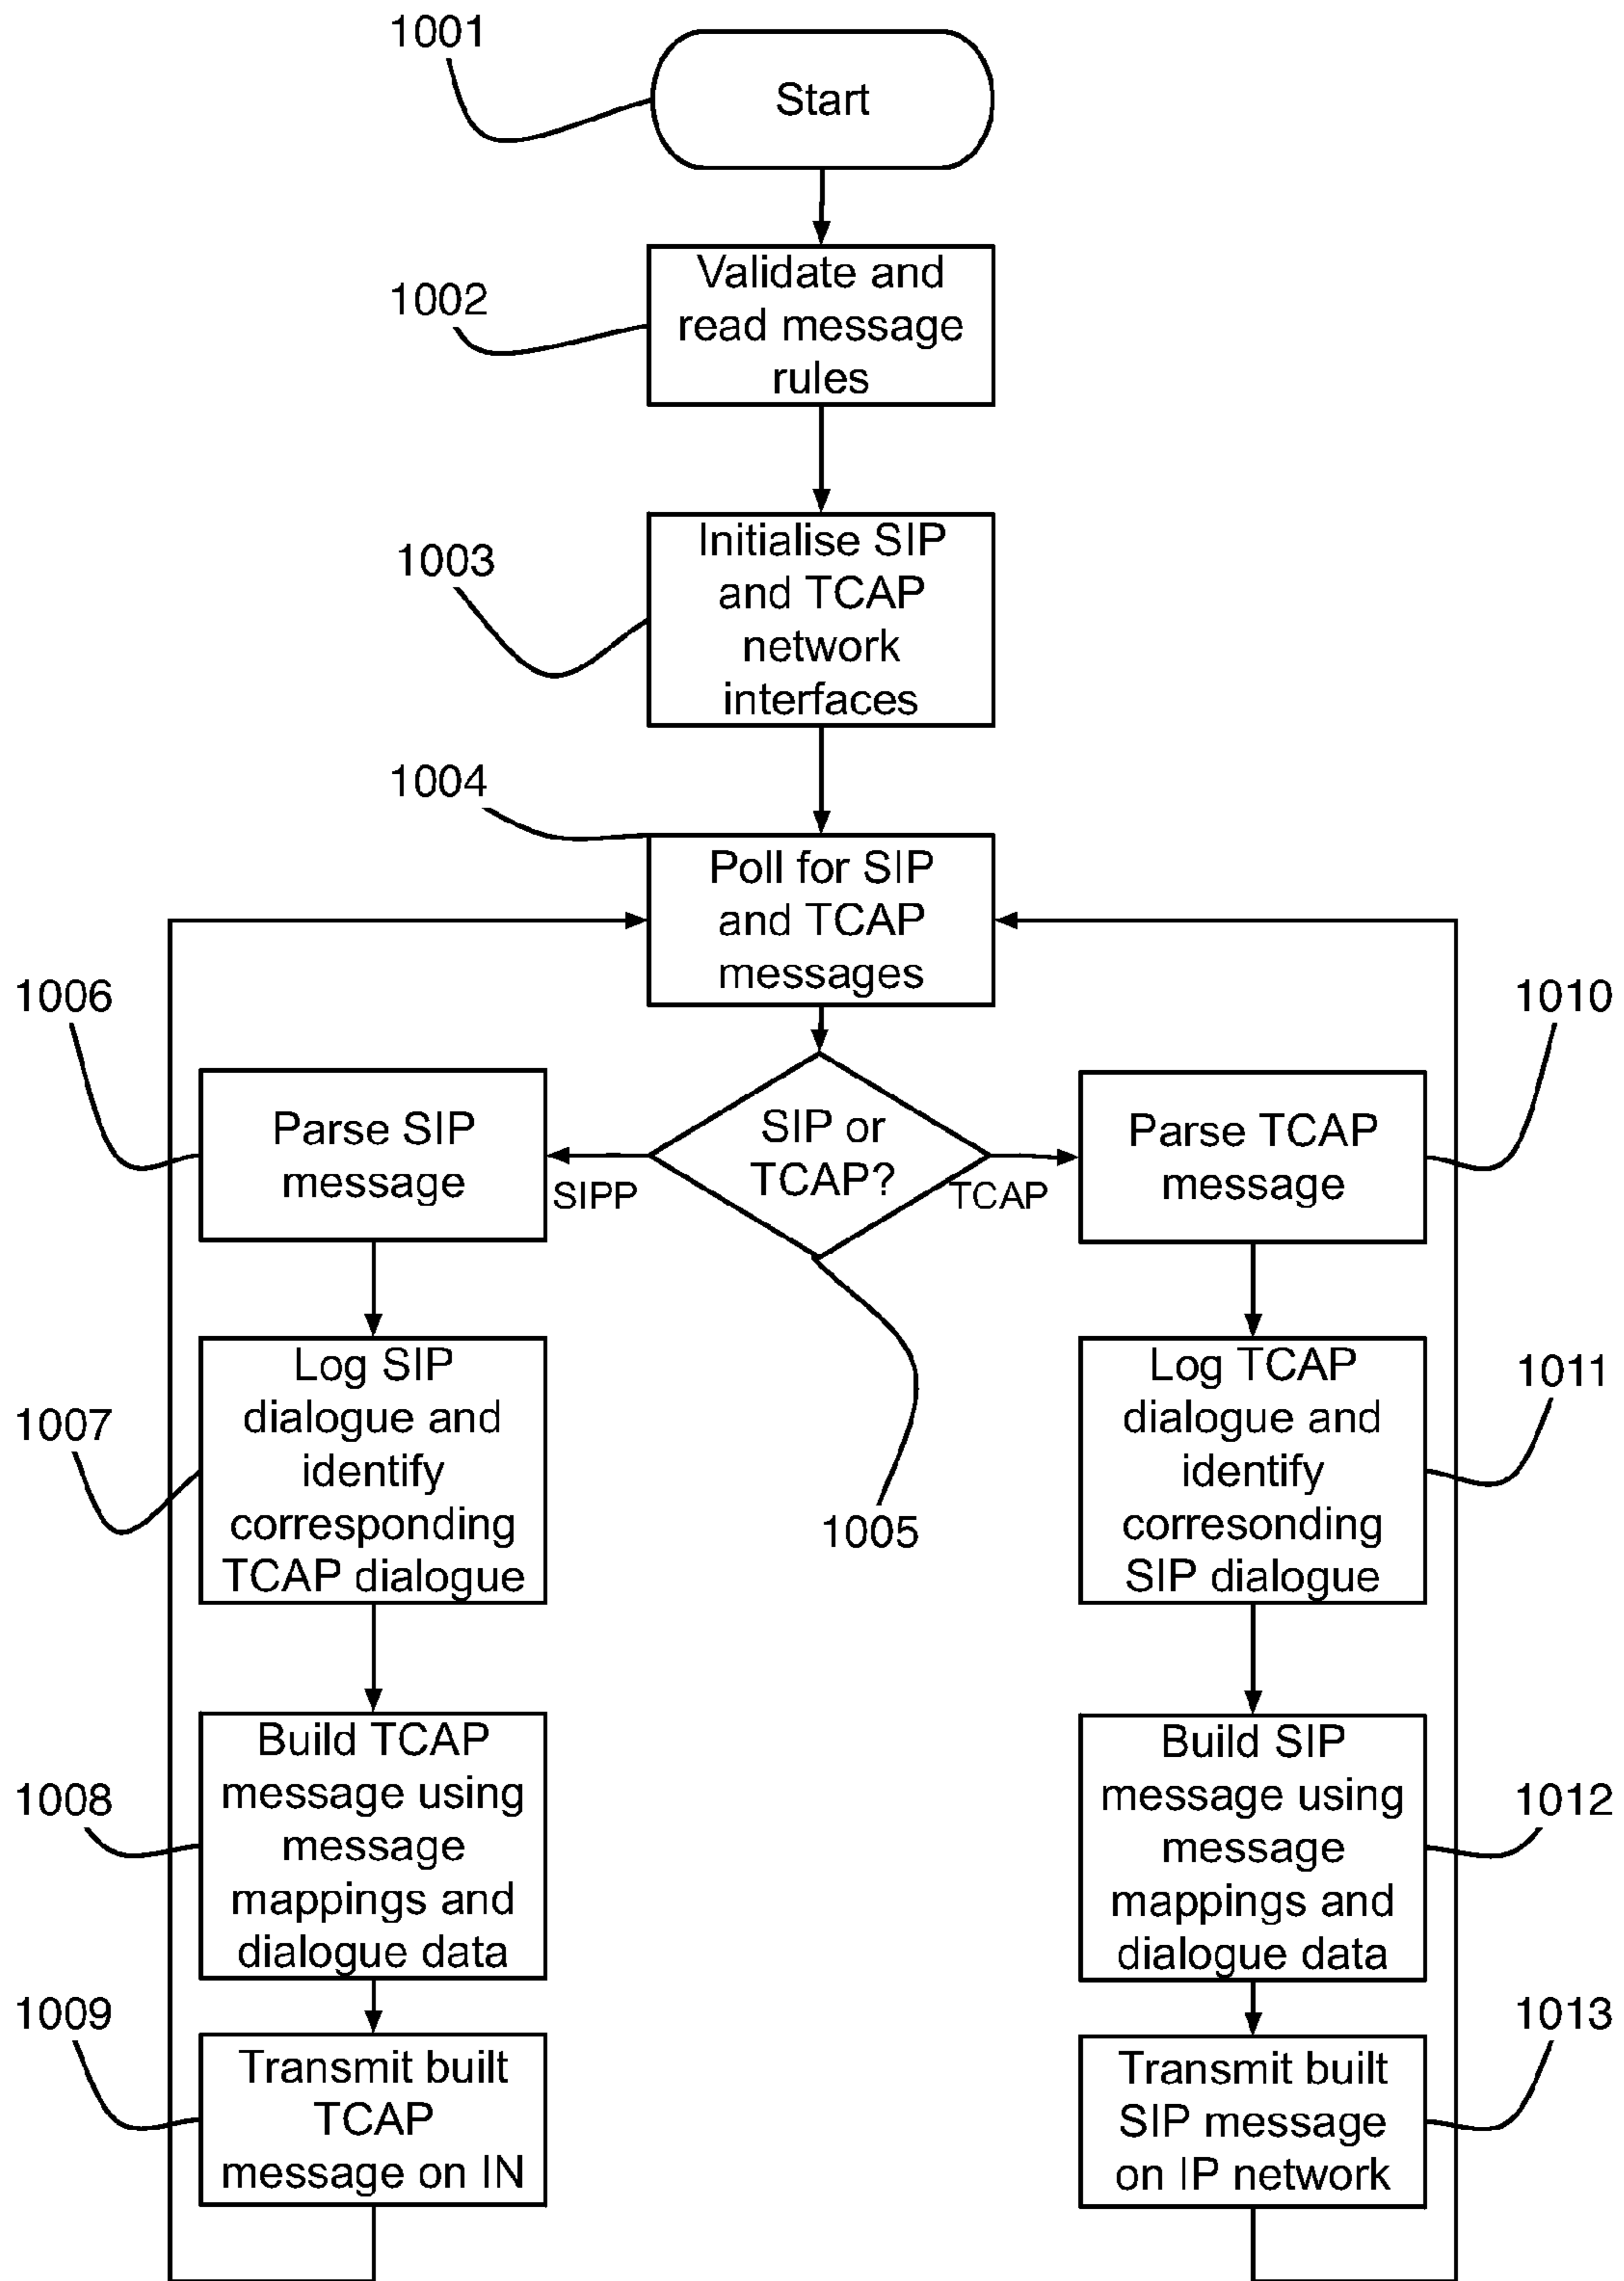 1001
Start
1002
Validate and
read message
rules
1003
Initialise SIP
and TCAP
network
interfaces
1004
Poll for SIP
and TCAP
messages
1006
1010
Parse SIP
message
SIP or
TCAP?
Parse TCAP
message
SIPP
TCAP
1007
Log SIP
dialogue and
identify
corresponding
TCAP dialogue
1005
Log TCAP
dialogue and
identify
corresonding
SIP dialogue
1011
1008
Build TCAP
message using
message
mappings and
dialogue data
Build SIP
message using
message
mappings and
dialogue data
1012
1009
Transmit built
TCAP
message on IN
Transmit built
SIP message
on IP network
1013